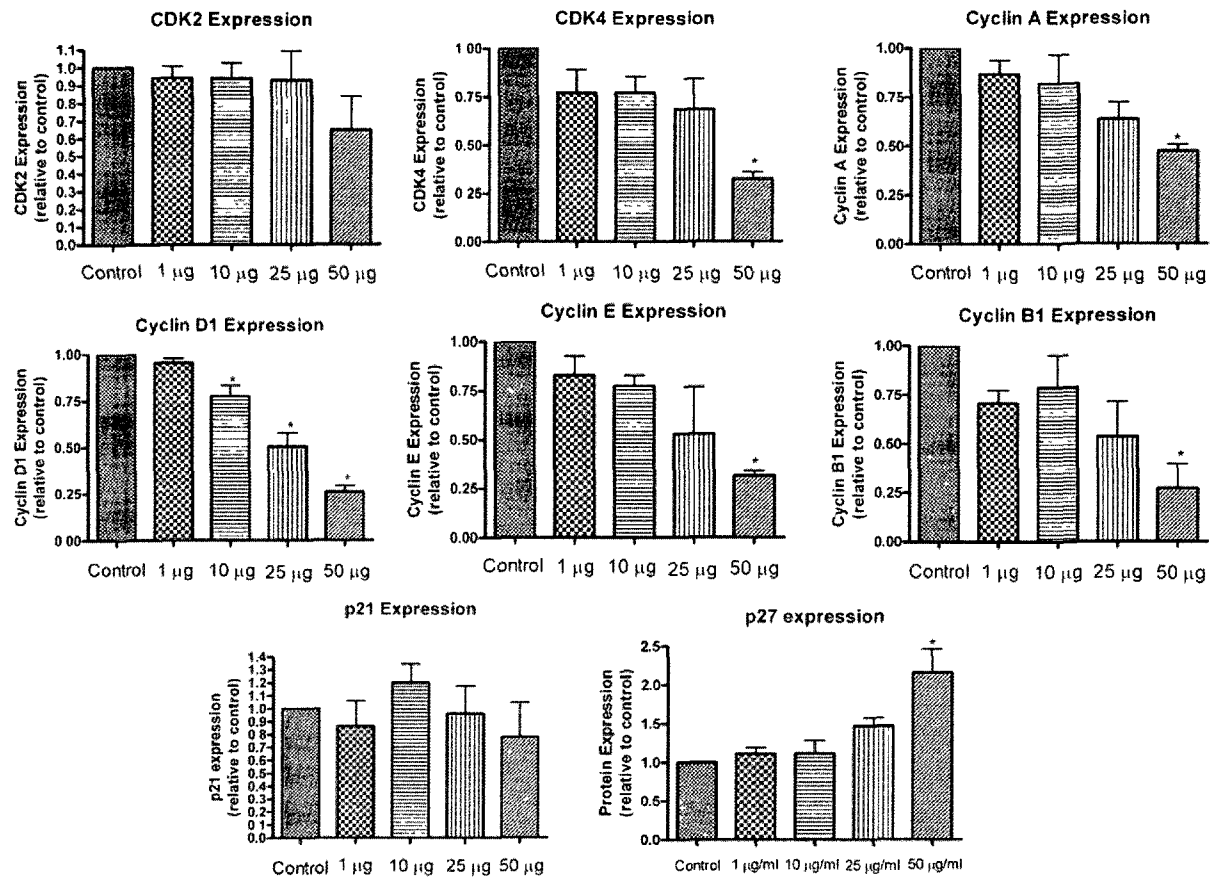 CDK2 Expression
CDK2 Expression
(relative to control)
1.1
1.0
0.9
0.8
0.7
0.6
0.5
0.4
0.3
0.2
0.1
0.0
Control 1 µg 10 µg 25 µg 50 µg
CDK4 Expression
CDK4 Expression
(relative to control)
1.00
0.75
0.50
0.25
0.00
*
Control 1 µg 10 µg 25 µg 50 µg
Cyclin A Expression
Cyclin A Expression
(relative to control)
1.00
0.75
0.50
0.25
0.00
*
Control 1 µg 10 µg 25 µg 50 µg
Cyclin D1 Expression
Cyclin D1 Expression
(relative to control)
1.00
0.75
0.50
0.25
0.00
* * *
Control 1 µg 10 µg 25 µg 50 µg
Cyclin E Expression
Cyclin E Expression
(relative to control)
1.00
0.75
0.50
0.25
0.00
*
Control 1 µg 10 µg 25 µg 50 µg
Cyclin B1 Expression
Cyclin B1 Expression
(relative to control)
1.00
0.75
0.50
0.25
0.00
*
Control 1 µg 10 µg 25 µg 50 µg
p21 Expression
p21 expression
(relative to control)
1.4
1.3
1.2
1.1
1.0
0.9
0.8
0.7
0.6
0.5
0.4
0.3
0.2
0.1
0.0
Control 1 µg 10 µg 25 µg 50 µg
p27 expression
Protein Expression
(relative to control)
2.5
2.0
1.5
1.0
0.5
0.0
*
Control 1 µg/ml 10 µg/ml 25 µg/ml 50 µg/ml